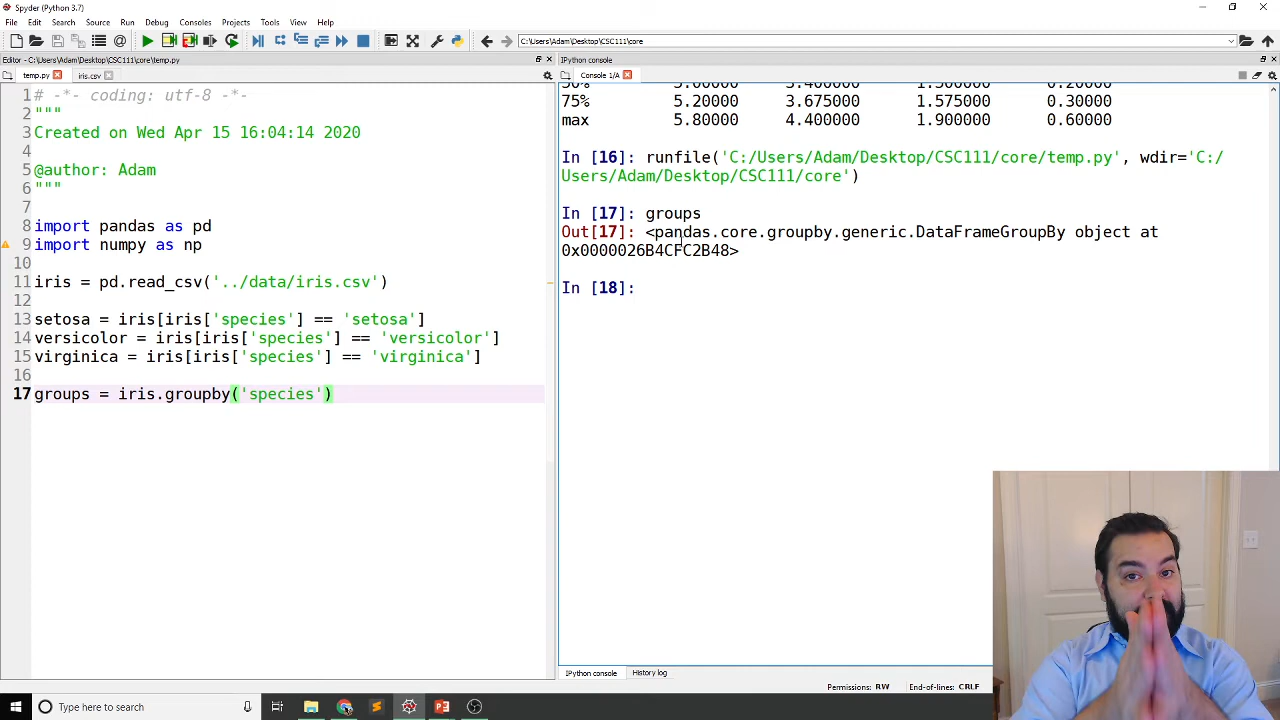 Spyder (Python 3.7)
File Edit Search Source Run Debug Consoles Projects Tools View Help
C:\Users\Adam\Desktop\CSC111\core
Editor - C:\Users\Adam\Desktop\CSC111\core\temp.py
temp.py iris.csv
1 # -*- coding: utf-8 -*-
2 """
3 Created on Wed Apr 15 16:04:14 2020
4
5 @author: Adam
6 """
7
8 import pandas as pd
9 import numpy as np
10
11 iris = pd.read_csv('../data/iris.csv')
12
13 setosa = iris[iris['species'] == 'setosa']
14 versicolor = iris[iris['species'] == 'versicolor']
15 virginica = iris[iris['species'] == 'virginica']
16
17 groups = iris.groupby('species')
IPython console
Console 1/A
75% 5.20000 3.675000 1.575000 0.30000
max 5.80000 4.400000 1.900000 0.60000
In [16]: runfile('C:/Users/Adam/Desktop/CSC111/core/temp.py', wdir='C:/
Users/Adam/Desktop/CSC111/core')
In [17]: groups
Out[17]: <pandas.core.groupby.generic.DataFrameGroupBy object at
0x0000026B4CFC2B48>
In [18]:
IPython console History log
Permissions: RW End-of-lines: CRLF
Type here to search